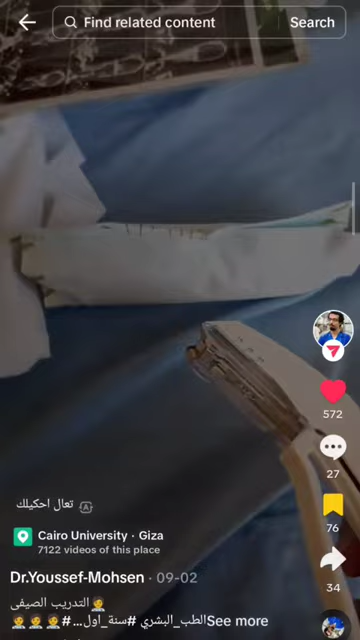 Find related content Search
572
27
76
34
تعال احكيلك
Cairo University · Giza
7122 videos of this place
Dr.Youssef-Mohsen · 09-02
التدريب الصيفى
الطب_البشري #سنة_اول...# See more